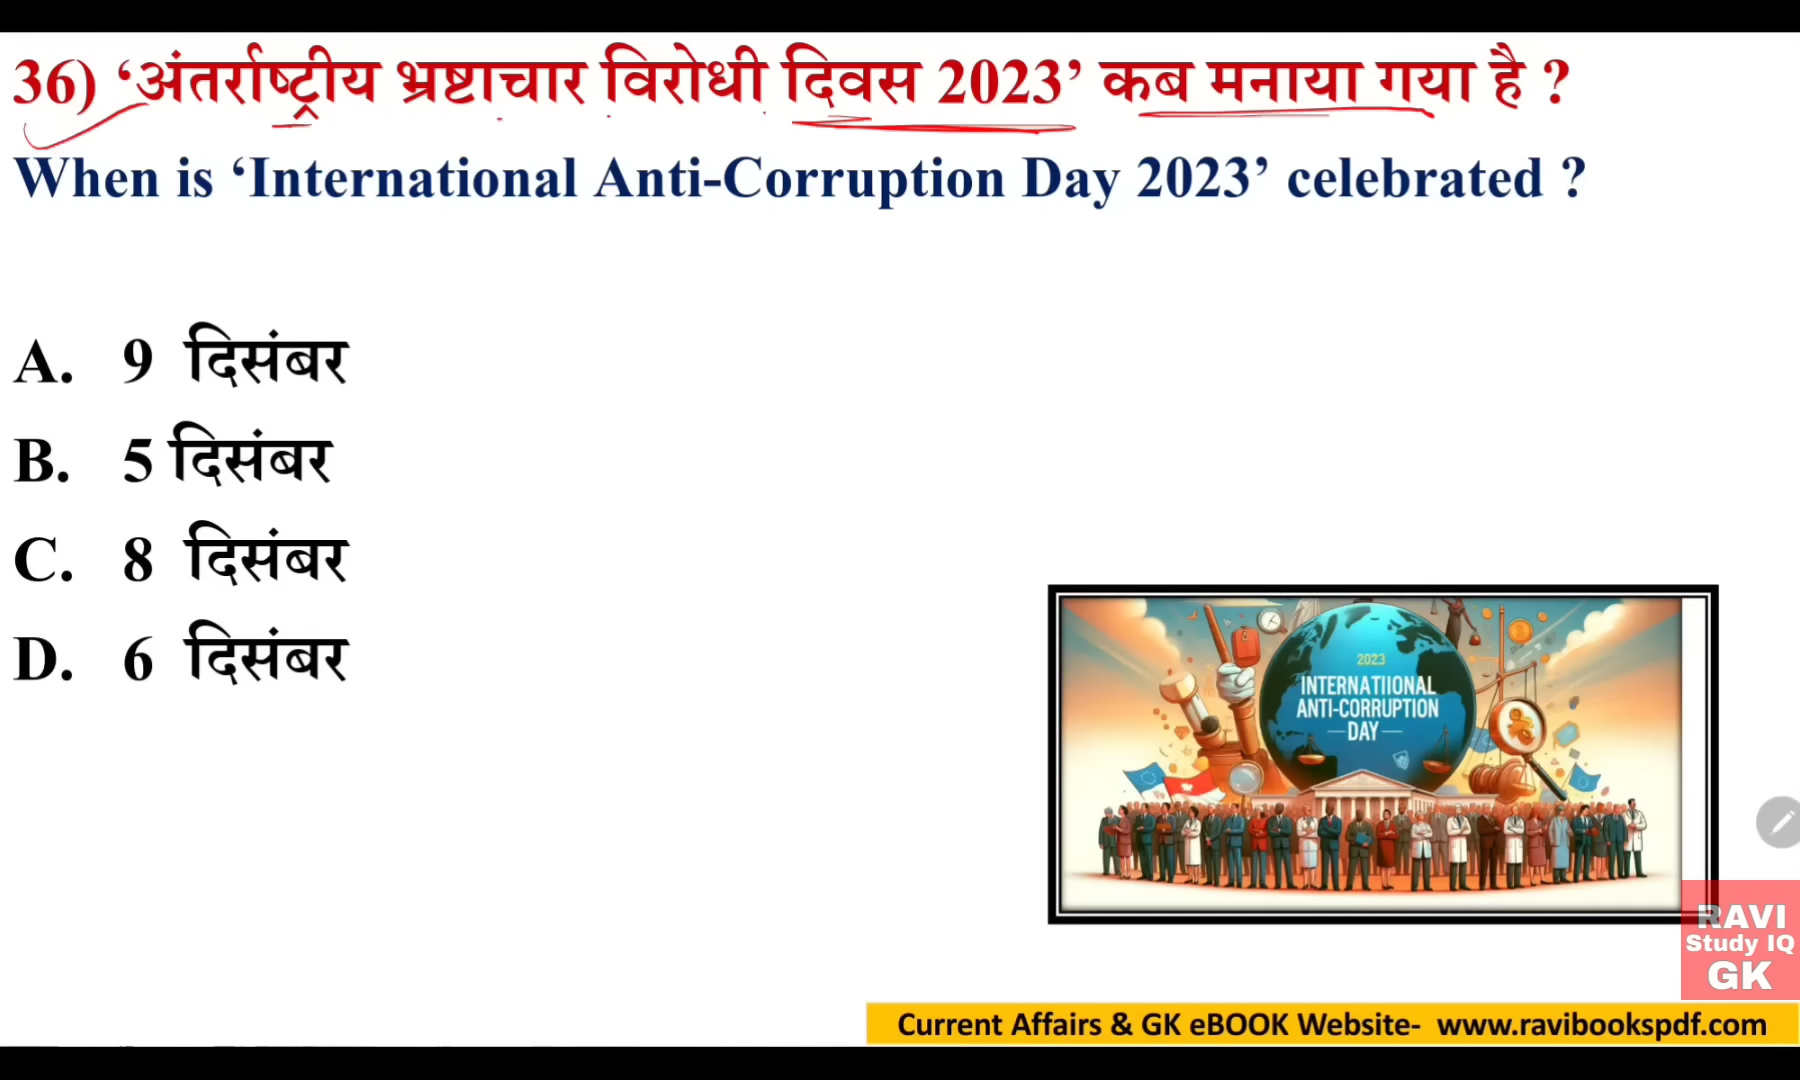 36) ‘अंतर्राष्ट्रीय भ्रष्टाचार विरोधी दिवस 2023’ कब मनाया गया है ?
When is ‘International Anti-Corruption Day 2023’ celebrated ?
A. 9 दिसंबर
B. 5 दिसंबर
C. 8 दिसंबर
D. 6 दिसंबर
2023
INTERNATIIONAL
ANTI-CORRUPTION
DAY
RAVI
Study IQ
GK
Current Affairs & GK eBOOK Website- www.ravibookspdf.com